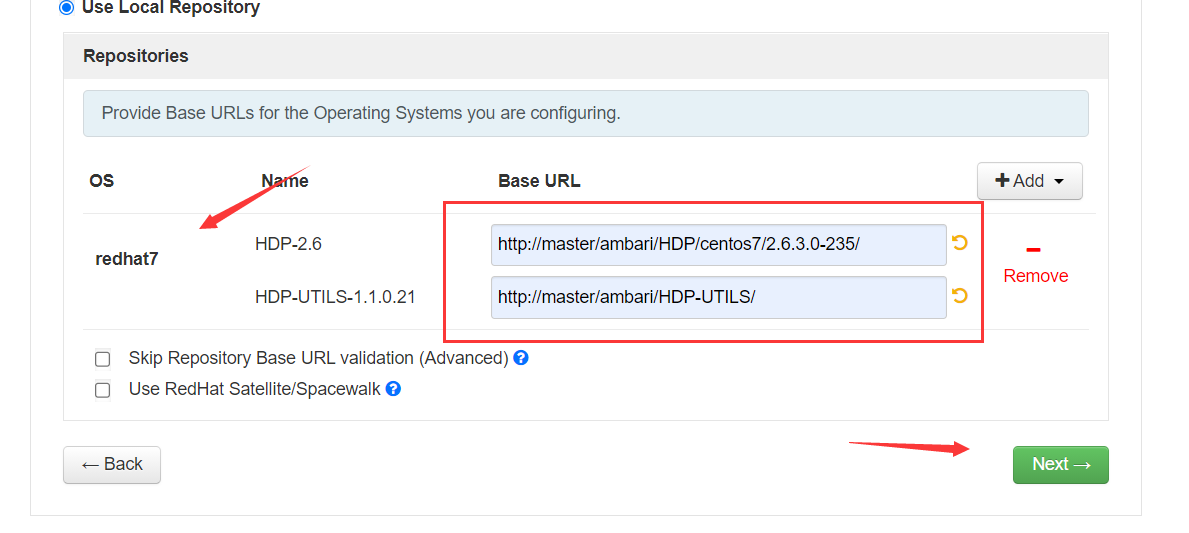 Use Local Repository
Repositories
Provide Base URLs for the Operating Systems you are configuring.
OS Name Base URL + Add
redhat7
HDP-2.6 http://master/ambari/HDP/centos7/2.6.3.0-235/
HDP-UTILS-1.1.0.21 http://master/ambari/HDP-UTILS/
Remove
Skip Repository Base URL validation (Advanced) ?
Use RedHat Satellite/Spacewalk ?
← Back Next →